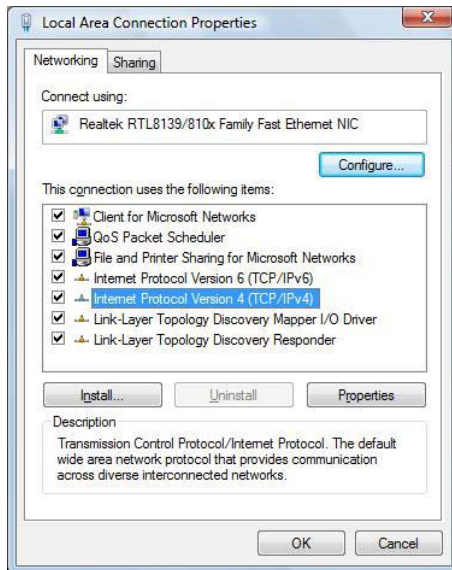 Local Area Connection Properties
Networking
Sharing
Connect using:
Realtek RTL8139/810x Family Fast Ethernet NIC
Configure...
This connection uses the following items:
Client for Microsoft Networks
QoS Packet Scheduler
File and Printer Sharing for Microsoft Networks
Internet Protocol Version 6 (TCP/IPv6)
Internet Protocol Version 4 (TCP/IPv4)
Link-Layer Topology Discovery Mapper I/O Driver
Link-Layer Topology Discovery Responder
Install...
Uninstall
Properties
Description
Transmission Control Protocol/Internet Protocol. The default
wide area network protocol that provides communication
across diverse interconnected networks.
OK
Cancel